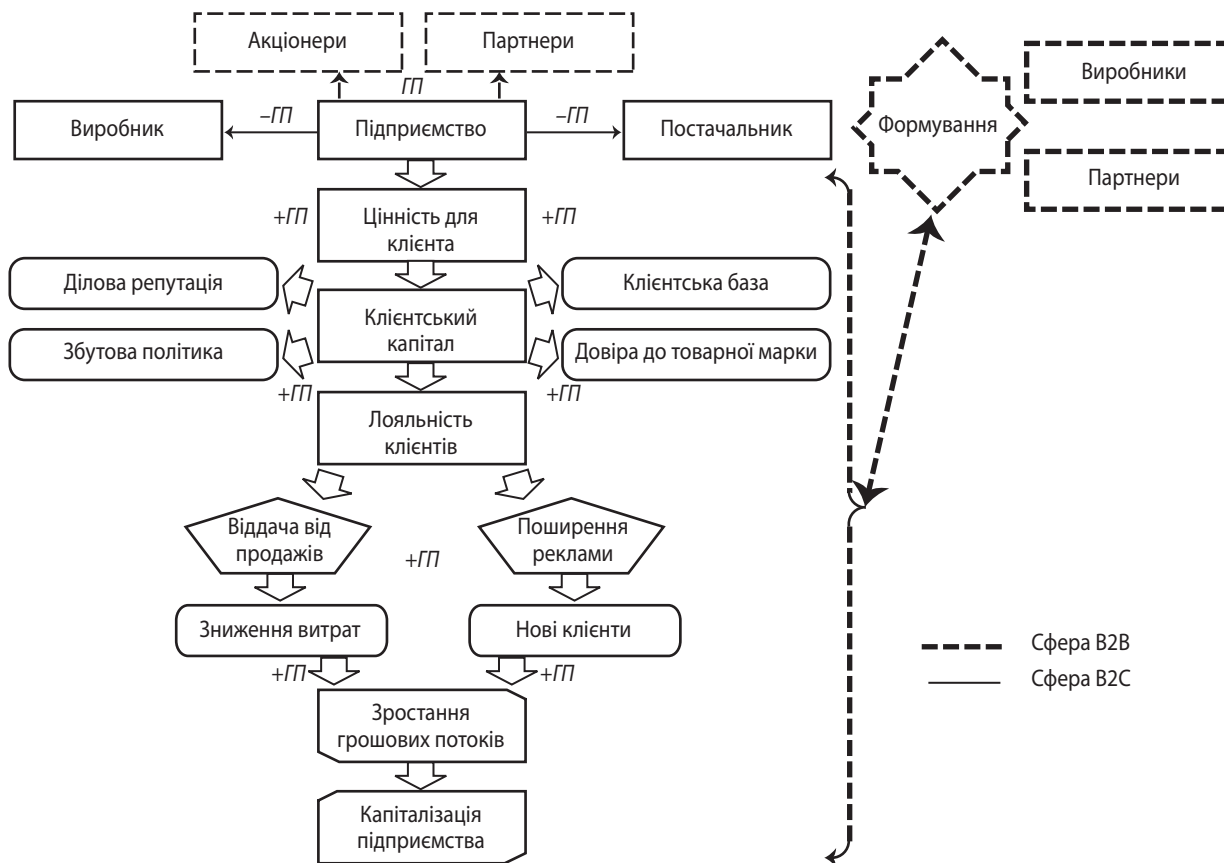 Акціонери
Партнери
ГП
Виробники
Виробник
–ГП
Підприємство
–ГП
Постачальник
Формування
Партнери
+ГП
Цінність для
клієнта
+ГП
Ділова репутація
Клієнтська база
Клієнтський
капітал
Збутова політика
Довіра до товарної марки
+ГП
+ГП
Лояльність
клієнтів
Віддача від
продажів
Поширення
реклами
+ГП
Зниження витрат
Нові клієнти
Сфера В2В
+ГП
+ГП
Сфера В2С
Зростання
грошових потоків
Капіталізація
підприємства